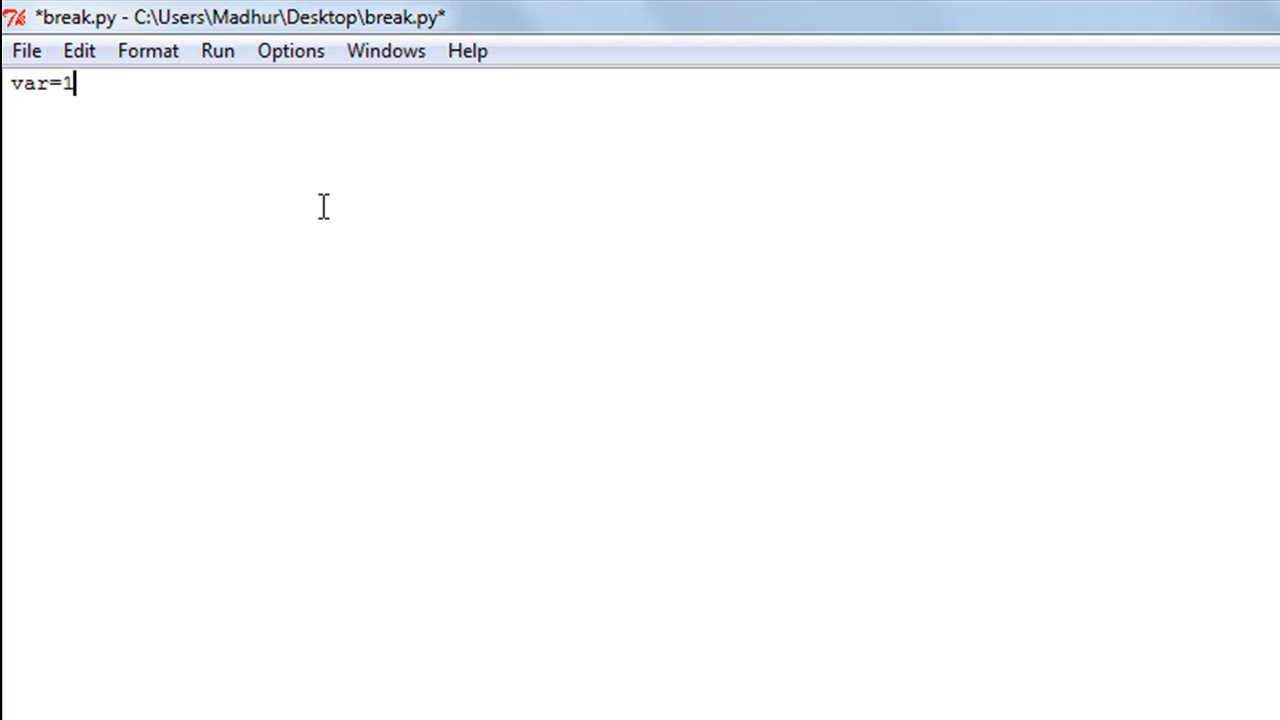 *break.py - C:\Users\Madhur\Desktop\break.py*
File Edit Format Run Options Windows Help
var=1